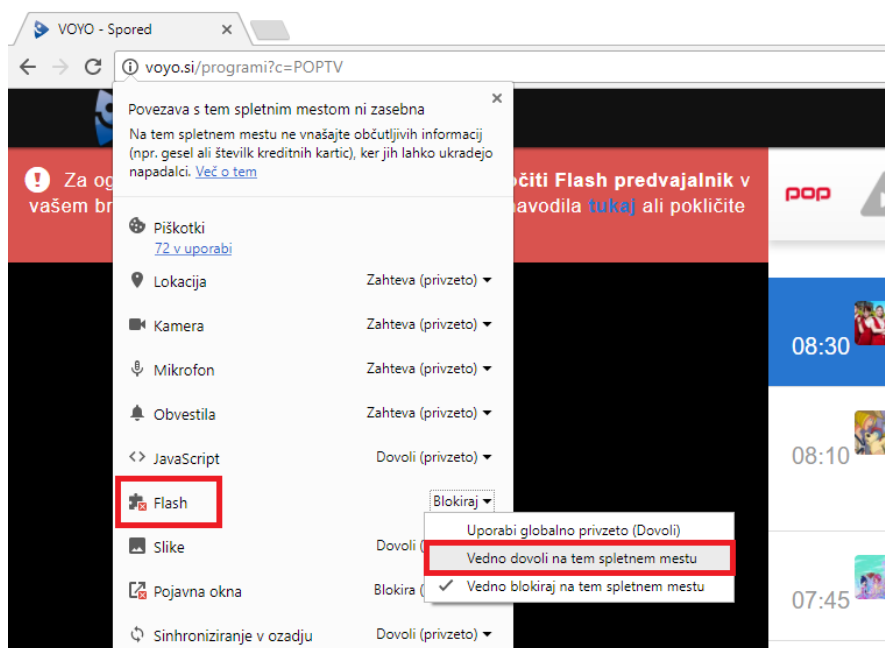 VOYO - Spored
voyo.si/programi?c=POPTV
Povezava s tem spletnim mestom ni zasebna
Na tem spletnem mestu ne vnašajte občutljivih informacij
(npr. gesel ali številk kreditnih kartic), ker jih lahko ukradejo
napadalci. Več o tem
Za og
očiti Flash predvajalnik v
vašem br
navodila tukaj ali pokličite
pop
Piškotki
72 v uporabi
Lokacija Zahteva (privzeto)
Kamera Zahteva (privzeto)
Mikrofon Zahteva (privzeto)
Obvestila Zahteva (privzeto)
JavaScript Dovoli (privzeto)
Flash Blokiraj
Uporabi globalno privzeto (Dovoli)
Slike Dovoli (
Vedno dovoli na tem spletnem mestu
Pojavna okna Blokira (
Vedno blokiraj na tem spletnem mestu
Sinhroniziranje v ozadju Dovoli (privzeto)
08:30
08:10
07:45